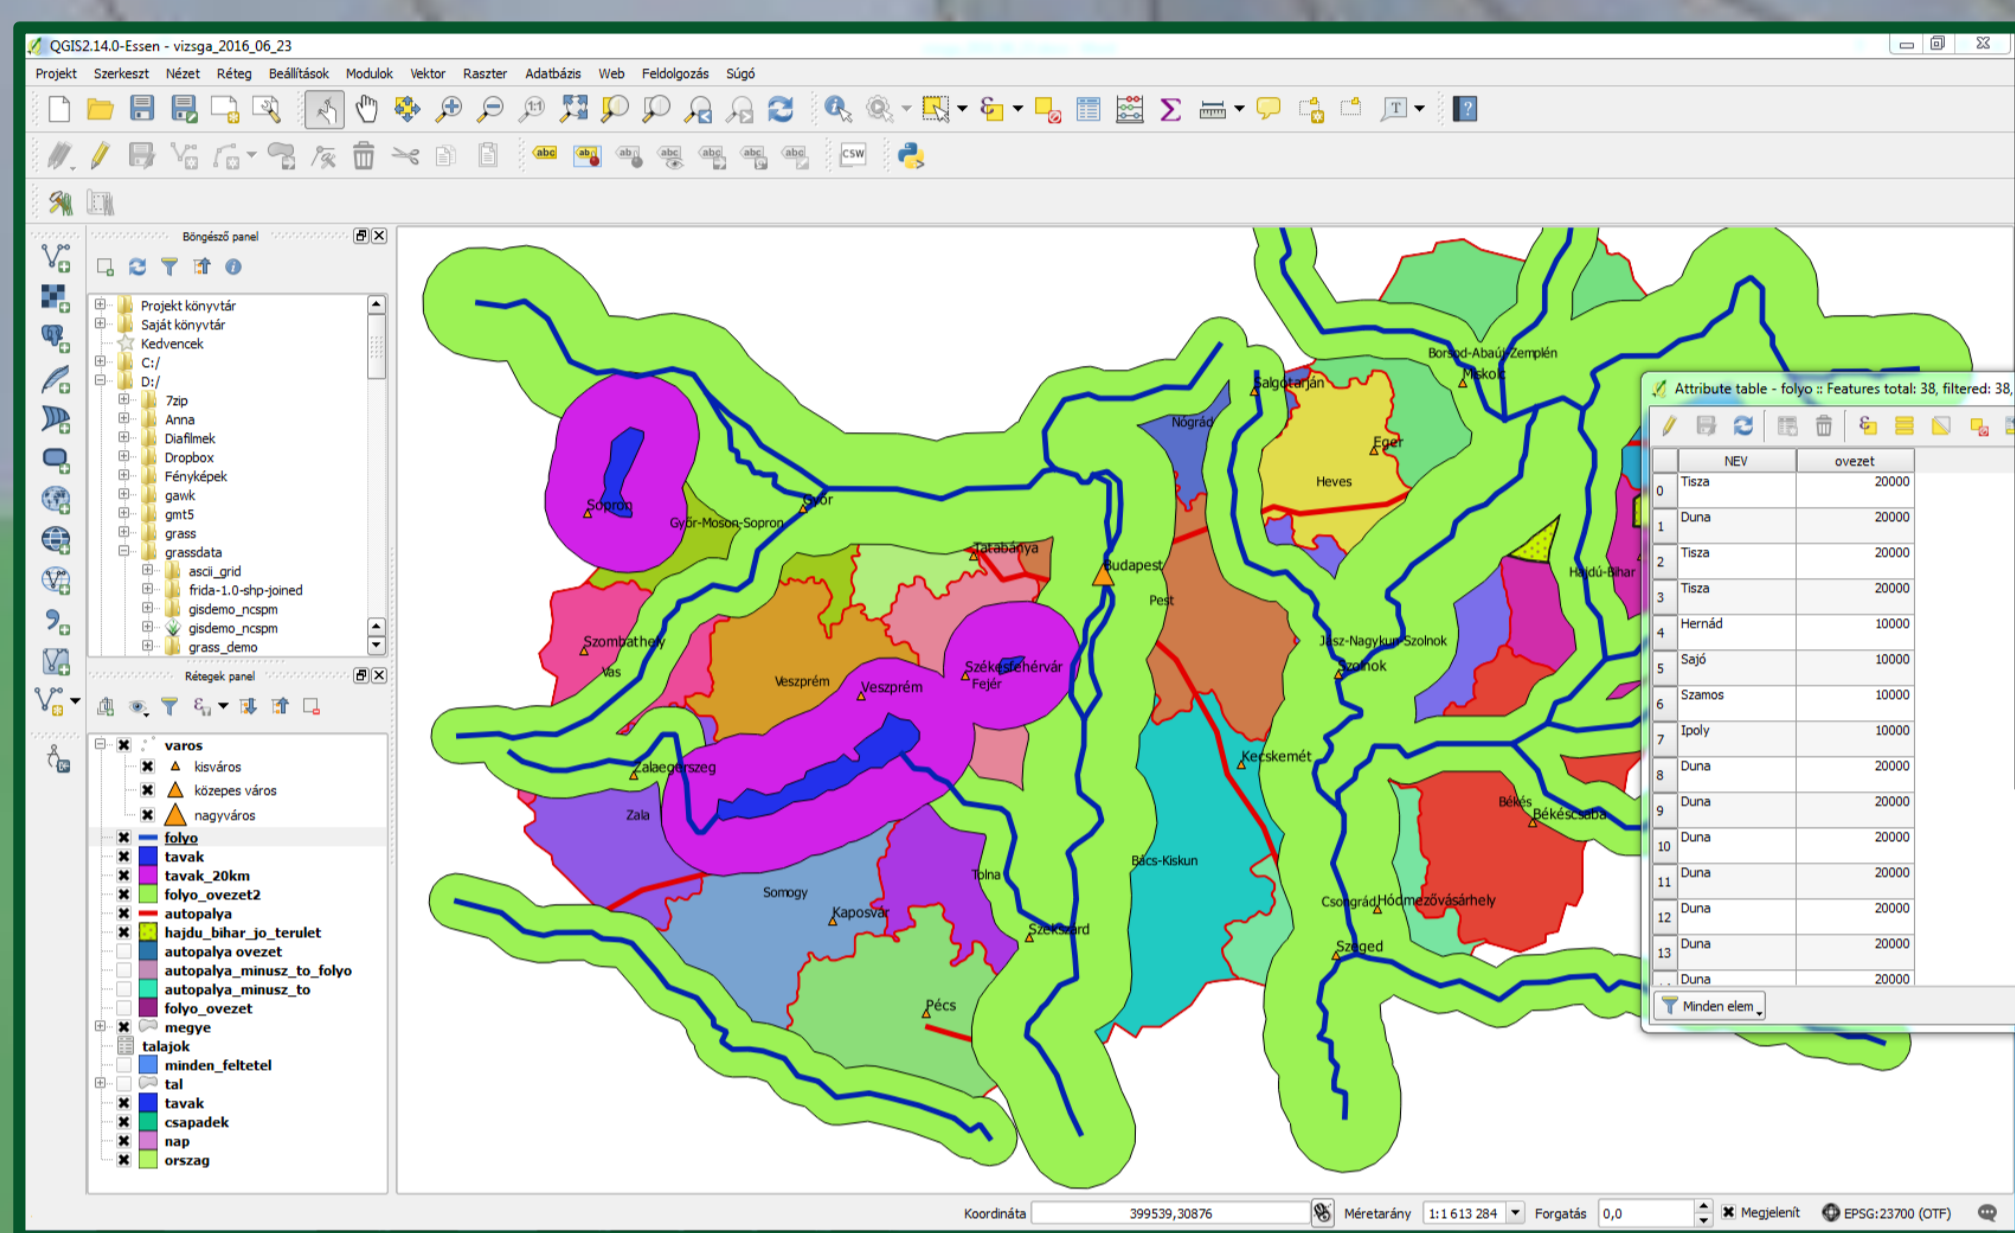 QGIS2.14.0-Essen - vizsga_2016_06_23
Projekt Szerkeszt Nézet Réteg Beállítások Modulok Vektor Raszter Adatbázis Web Feldolgozás Súgó
Böngésző panel
Projekt könyvtár
Saját könyvtár
Kedvencek
C:/
D:/
7zip
Anna
Diafilmek
Dropbox
Fényképek
gawk
gmt5
grass
grassdata
ascii_grid
frida-1.0-shp-joined
gisdemo_ncspm
gisdemo_ncspm
grass_demo
Rétegek panel
varos
kisváros
közepes város
nagyváros
folyo
tavak
tavak_20km
folyo_ovezet2
autopalya
hajdu_bihar_jo_terulet
autopalya ovezet
autopalya_minusz_to_folyo
autopalya_minusz_to
folyo_ovezet
megye
talajok
minden_feltetel
tal
tavak
csapadek
nap
orszag
Borsod-Abaúj-Zemplén
Miskolc
Salgótarján
Nógrád
Eger
Heves
Sopron
Győr
Győr-Moson-Sopron
Tatabánya
Budapest
Hajdú-Bihar
Pest
Szombathely
Vas
Jász-Nagykun-Szolnok
Szolnok
Székesfehérvár
Fejér
Veszprém
Veszprém
Zalaegerszeg
Kecskemét
Zala
Békés
Békéscsaba
Bács-Kiskun
Tolna
Somogy
Kaposvár
Csongrád
Hódmezővásárhely
Szekszárd
Szeged
Pécs
Attribute table - folyo :: Features total: 38, filtered: 38,
NEV ovezet
0 Tisza 20000
1 Duna 20000
2 Tisza 20000
3 Tisza 20000
4 Hernád 10000
5 Sajó 10000
6 Szamos 10000
7 Ipoly 10000
8 Duna 20000
9 Duna 20000
10 Duna 20000
11 Duna 20000
12 Duna 20000
13 Duna 20000
Duna 20000
Minden elem
Koordináta 399539,30876 Méretarány 1:1 613 284 Forgatás 0,0 Megjelenít EPSG:23700 (OTF)